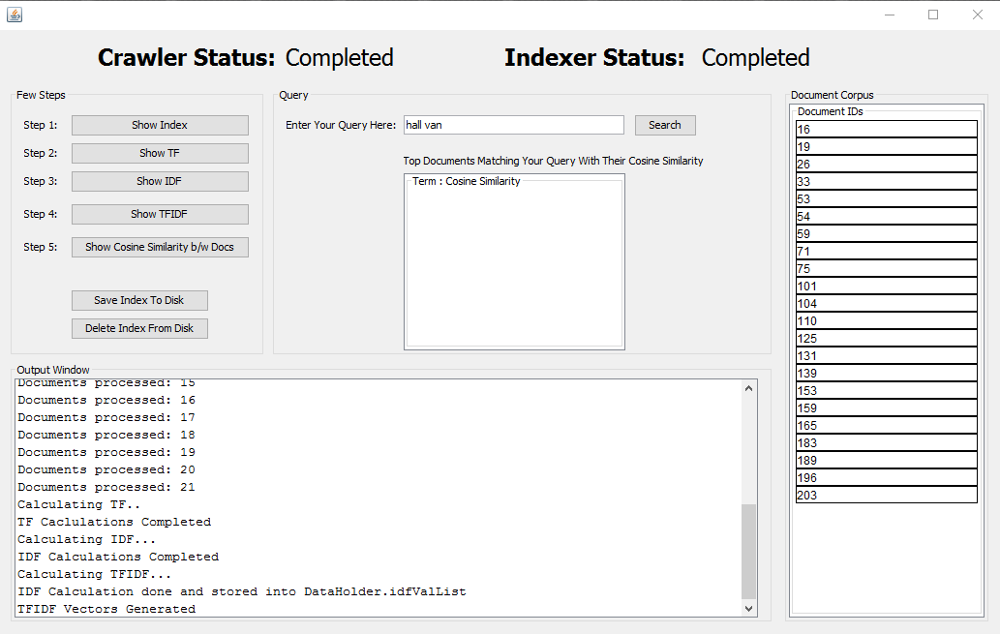 Crawler Status: Completed
Indexer Status: Completed
Few Steps
Step 1: Show Index
Step 2: Show TF
Step 3: Show IDF
Step 4: Show TFIDF
Step 5: Show Cosine Similarity b/w Docs
Save Index To Disk
Delete Index From Disk
Query
Enter Your Query Here: hall van Search
Top Documents Matching Your Query With Their Cosine Similarity
Term : Cosine Similarity
Document Corpus
Document IDs
16
19
26
33
53
54
59
71
75
101
104
110
125
131
139
153
159
165
183
189
196
203
Output Window
Documents processed: 15
Documents processed: 16
Documents processed: 17
Documents processed: 18
Documents processed: 19
Documents processed: 20
Documents processed: 21
Calculating TF..
TF Caclulations Completed
Calculating IDF...
IDF Calculations Completed
Calculating TFIDF...
IDF Calculation done and stored into DataHolder.idfValList
TFIDF Vectors Generated